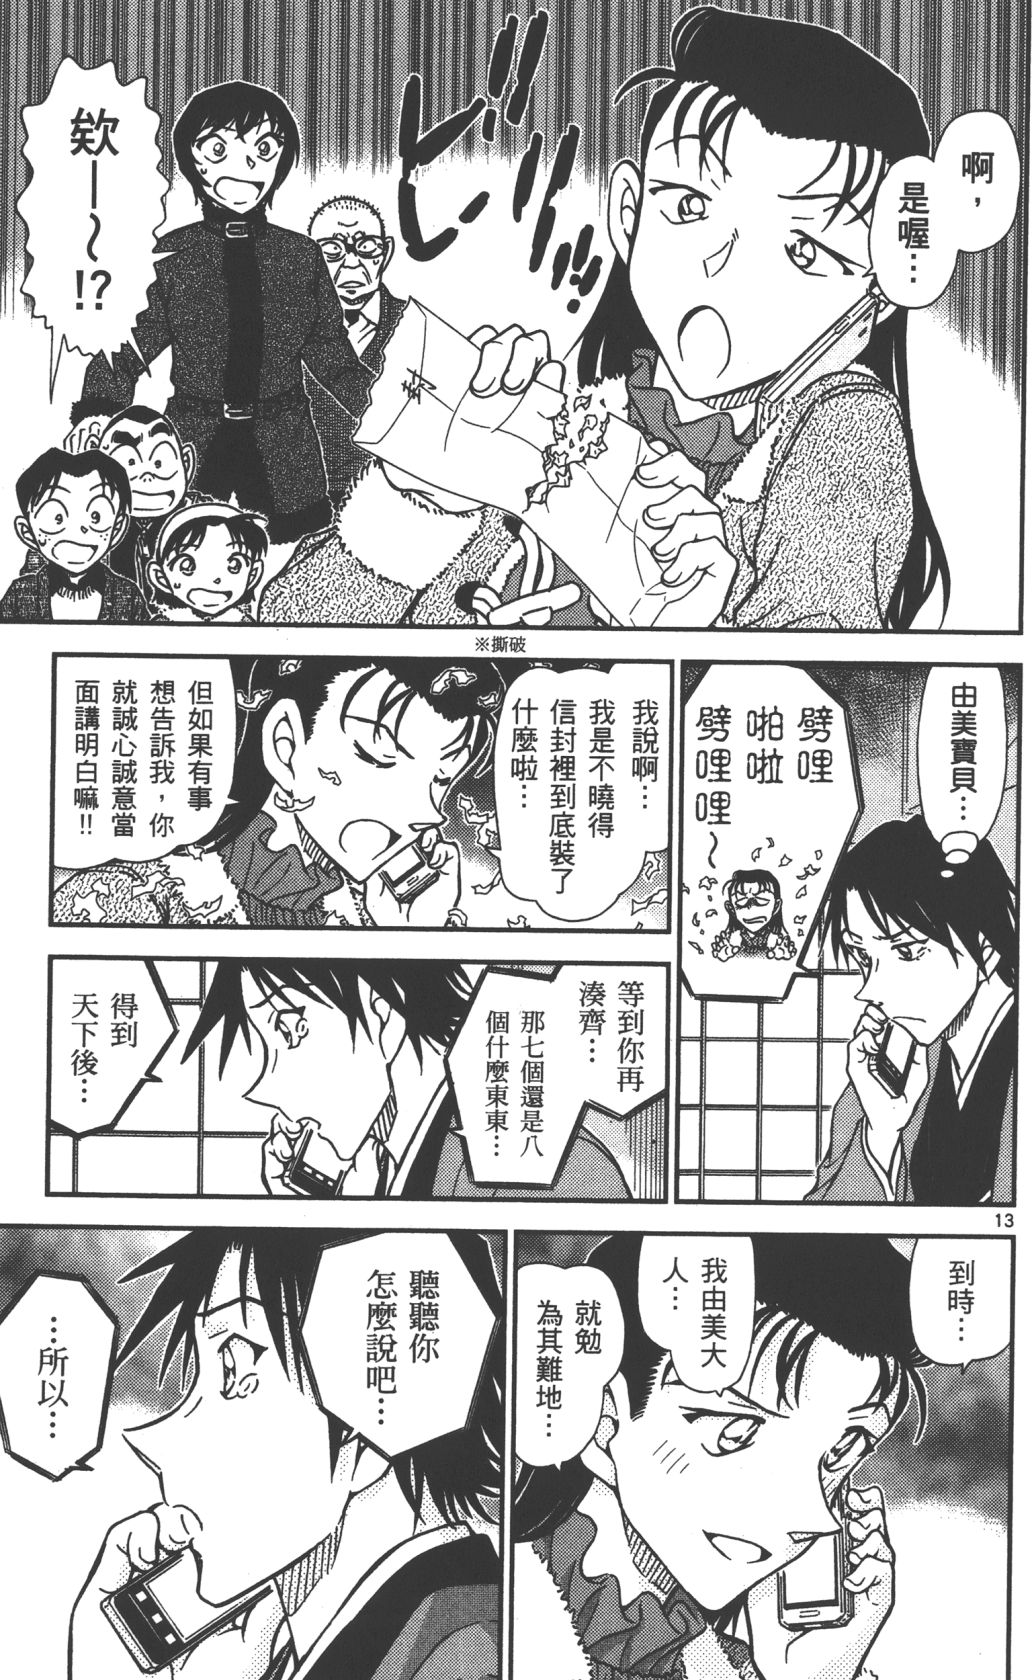 啊，
是喔…
ビビ
封
欸—～!?
※撕破
由美寶貝…
劈哩
啪啦
劈哩哩～
我說啊…
我是不曉得
信封裡到底裝了
什麼啦…
但如果有事
想告訴我，你
就誠心誠意當
面講明白嘛!!
等到你再
湊齊…
那七個還是八
個什麼東東…
得到
天下後…
13
到時…
我由美大
人…
就勉
為其難地…
聽聽你
怎麼說吧…
…所以…